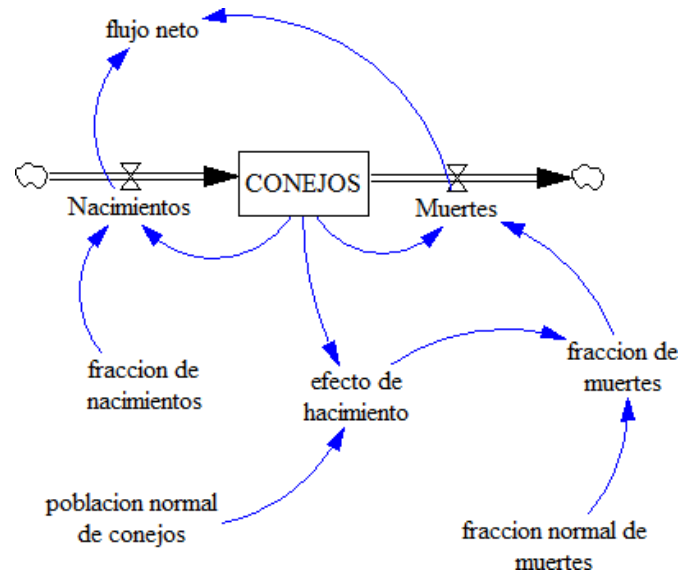 flujo neto
CONEJOS
Nacimientos
Muertes
fraccion de
nacimientos
efecto de
hacimiento
fraccion de
muertes
poblacion normal
de conejos
fraccion normal de
muertes